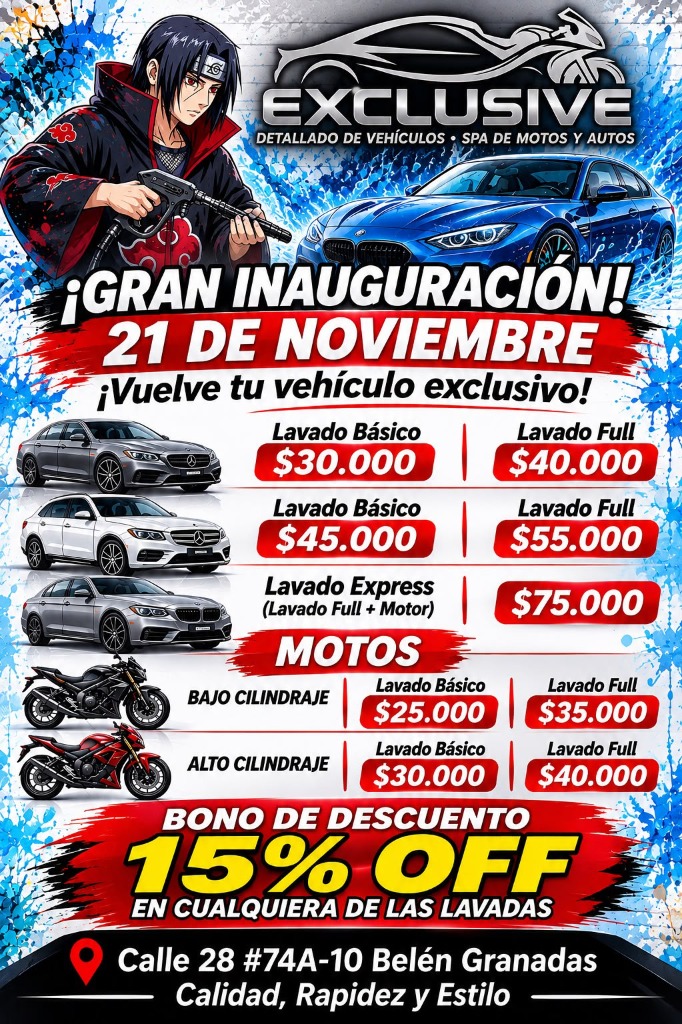 EXCLUSIVE
DETALLADO DE VEHÍCULOS • SPA DE MOTOS Y AUTOS
¡GRAN INAUGURACIÓN!
21 DE NOVIEMBRE
¡Vuelve tu vehículo exclusivo!
Lavado Básico Lavado Full
$30.000 $40.000
Lavado Básico Lavado Full
$45.000 $55.000
Lavado Express
(Lavado Full + Motor) $75.000
MOTOS
BAJO CILINDRAJE
Lavado Básico Lavado Full
$25.000 $35.000
ALTO CILINDRAJE
Lavado Básico Lavado Full
$30.000 $40.000
BONO DE DESCUENTO
15% OFF
EN CUALQUIERA DE LAS LAVADAS
Calle 28 #74A-10 Belén Granadas
Calidad, Rapidez y Estilo